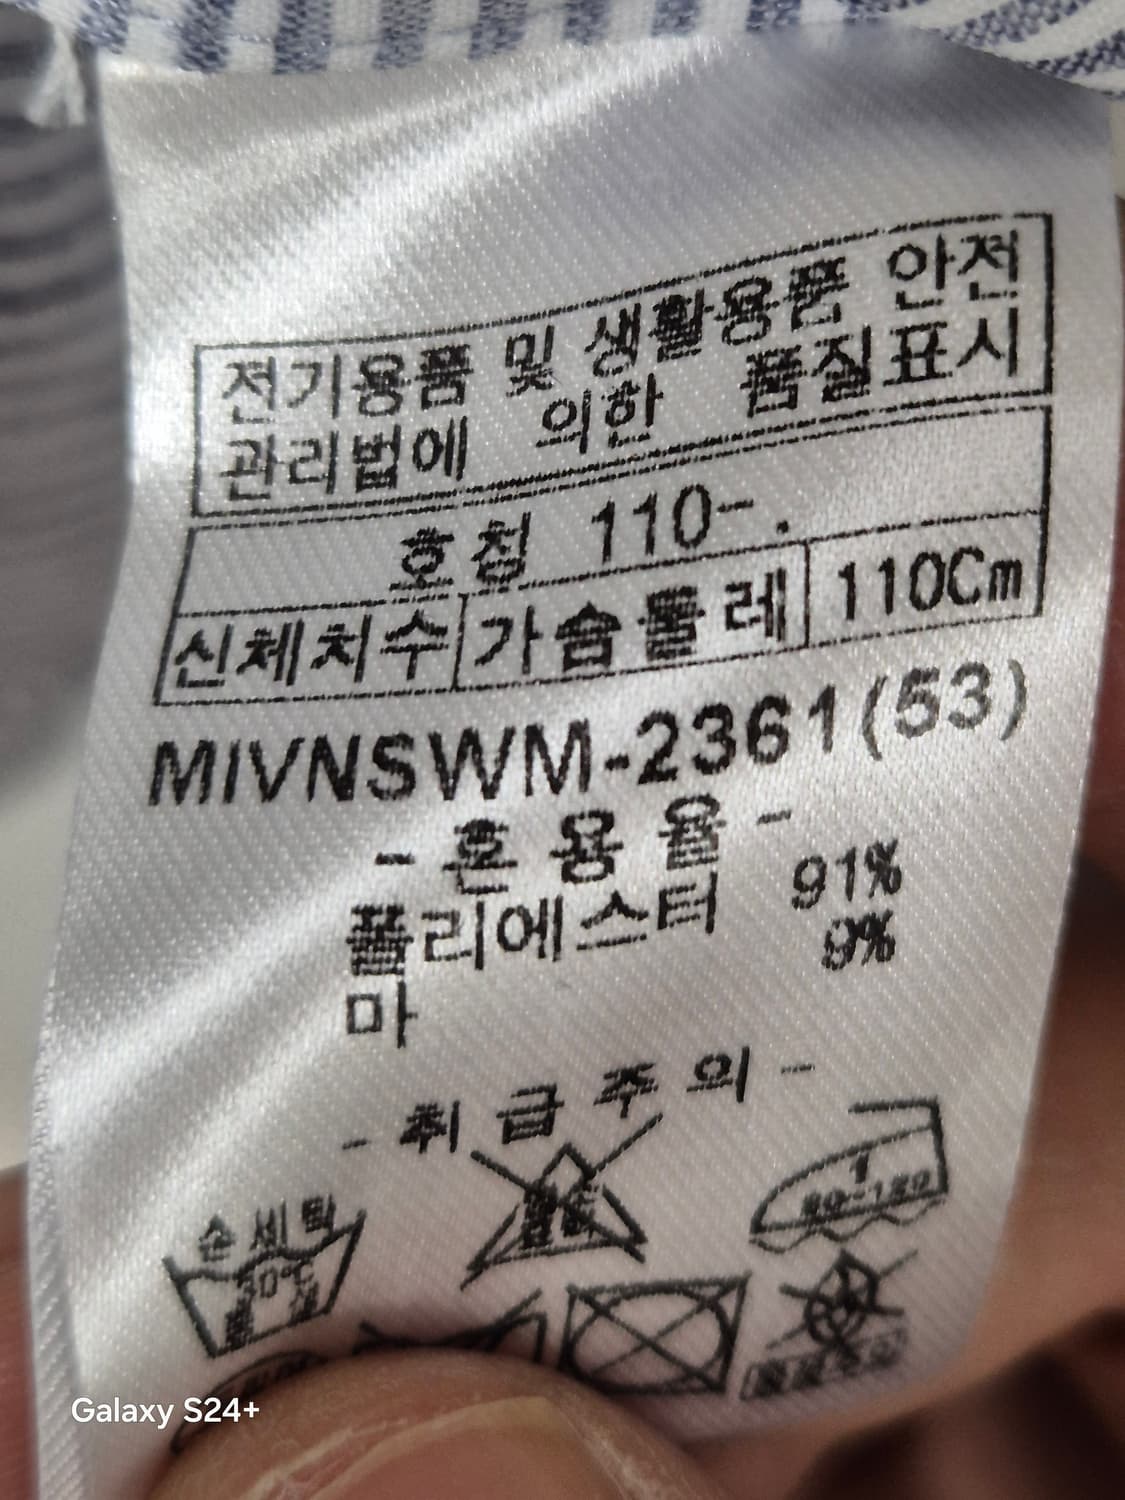 전기용품 및 생활용품 안전
관리법에 의한 품질표시
호칭 110-.
신체치수 가슴둘레 110Cm
MIVNSWM-2361(53)
- 혼용율 -
폴리에스터 91%
마 9%
- 취급주의 -
손세탁
1
80~120
Galaxy S24+